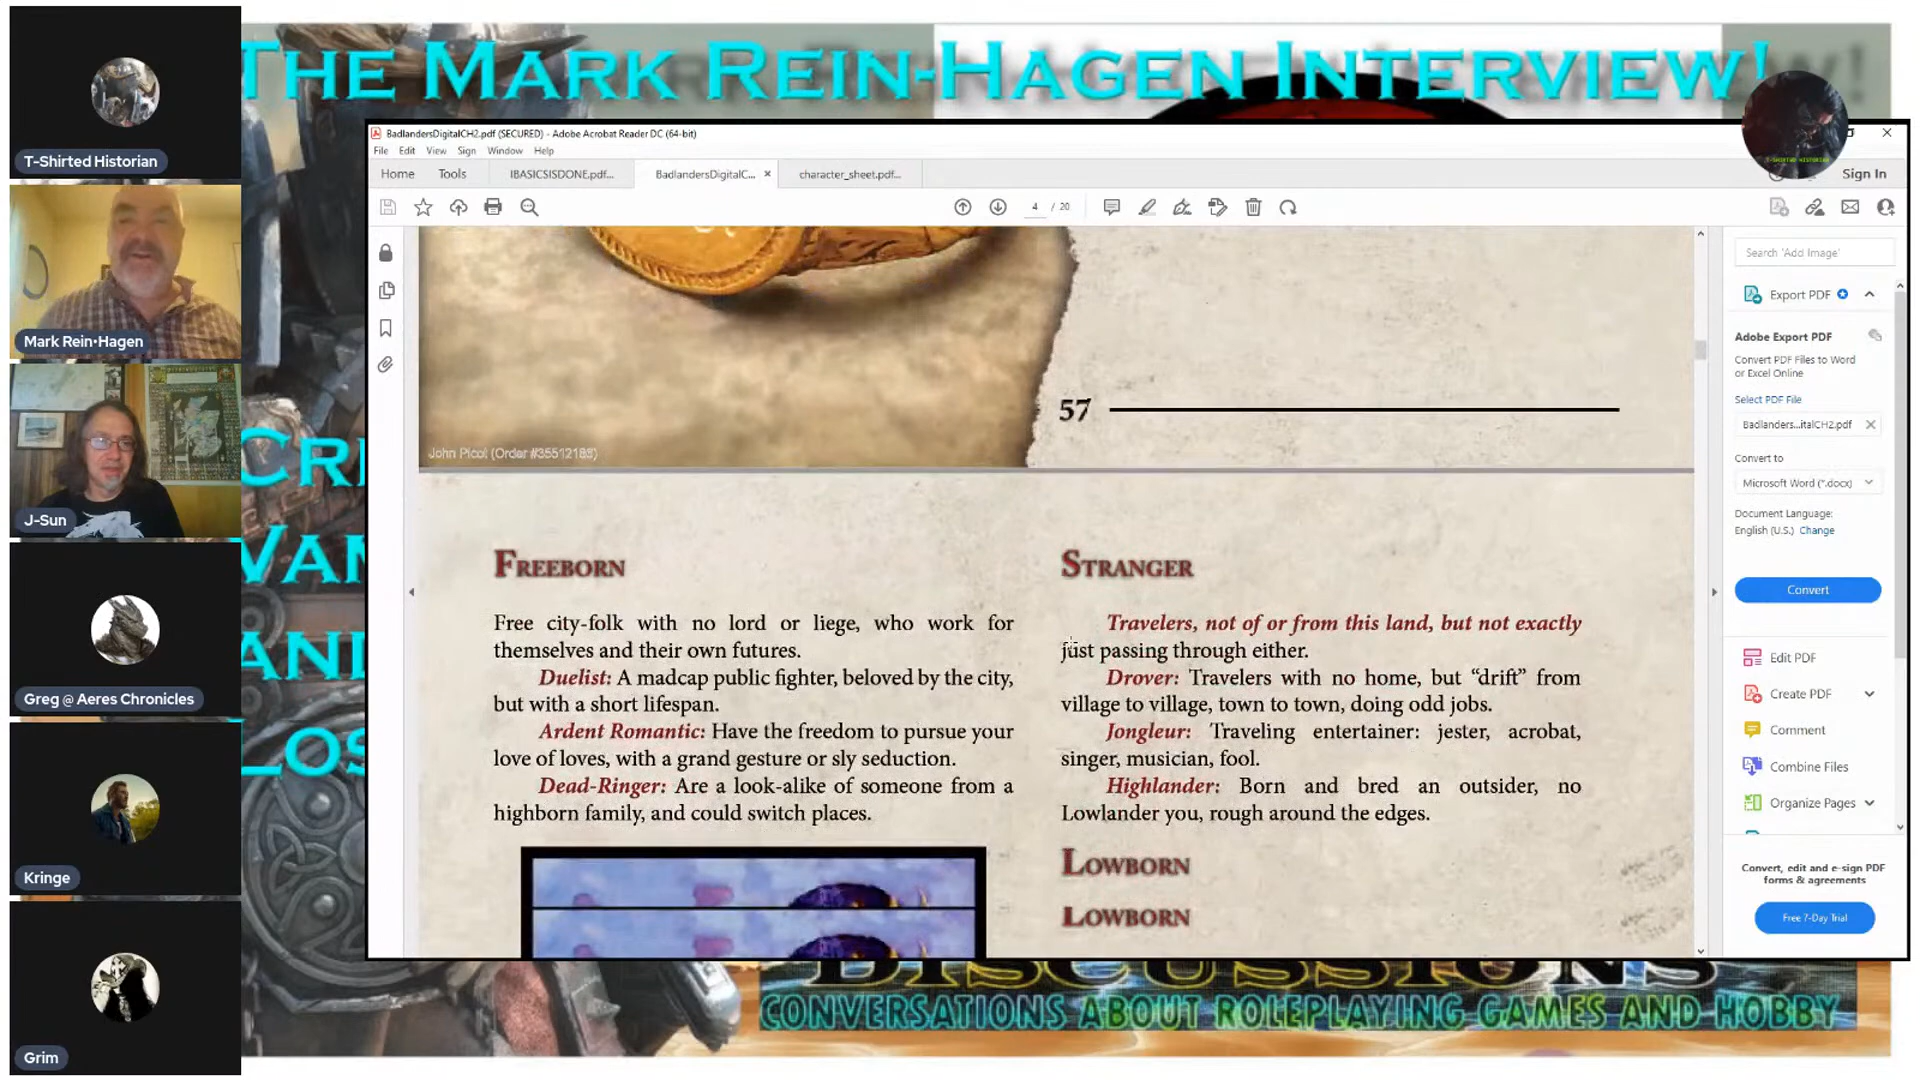 THE MARK REIN-HAGEN INTERVIEW!
T-Shirted Historian
Mark Rein•Hagen
J-Sun
Greg @ Aeres Chronicles
Kringe
Grim
CRI
VAM
AND
LOS
BadlandersDigitalCH2.pdf (SECURED) - Adobe Acrobat Reader DC (64-bit)
File Edit View Sign Window Help
Home Tools IBASICSISDONE.pdf... BadlandersDigitalC... × character_sheet.pdf... Sign In
4 / 20
57
John Picol (Order #35512186)
FREEBORN
Free city-folk with no lord or liege, who work for
themselves and their own futures.
Duelist: A madcap public fighter, beloved by the city,
but with a short lifespan.
Ardent Romantic: Have the freedom to pursue your
love of loves, with a grand gesture or sly seduction.
Dead-Ringer: Are a look-alike of someone from a
highborn family, and could switch places.
STRANGER
Travelers, not of or from this land, but not exactly
just passing through either.
Drover: Travelers with no home, but “drift” from
village to village, town to town, doing odd jobs.
Jongleur: Traveling entertainer: jester, acrobat,
singer, musician, fool.
Highlander: Born and bred an outsider, no
Lowlander you, rough around the edges.
LOWBORN
LOWBORN
Search 'Add Image'
Export PDF
Adobe Export PDF
Convert PDF Files to Word
or Excel Online
Select PDF File
Badlanders...italCH2.pdf
Convert to
Microsoft Word (*.docx)
Document Language:
English (U.S.) Change
Convert
Edit PDF
Create PDF
Comment
Combine Files
Organize Pages
Convert, edit and e-sign PDF
forms & agreements
Free 7-Day Trial
DISCUSSIONS
CONVERSATIONS ABOUT ROLEPLAYING GAMES AND HOBBY